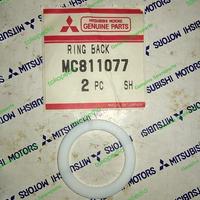 MITSUBISHI MOTORS
GENUINE PARTS
RING BACK
MC811077
2 PC SH
MITSUBISHI MOTORS
MITSUBISHI MOTORS